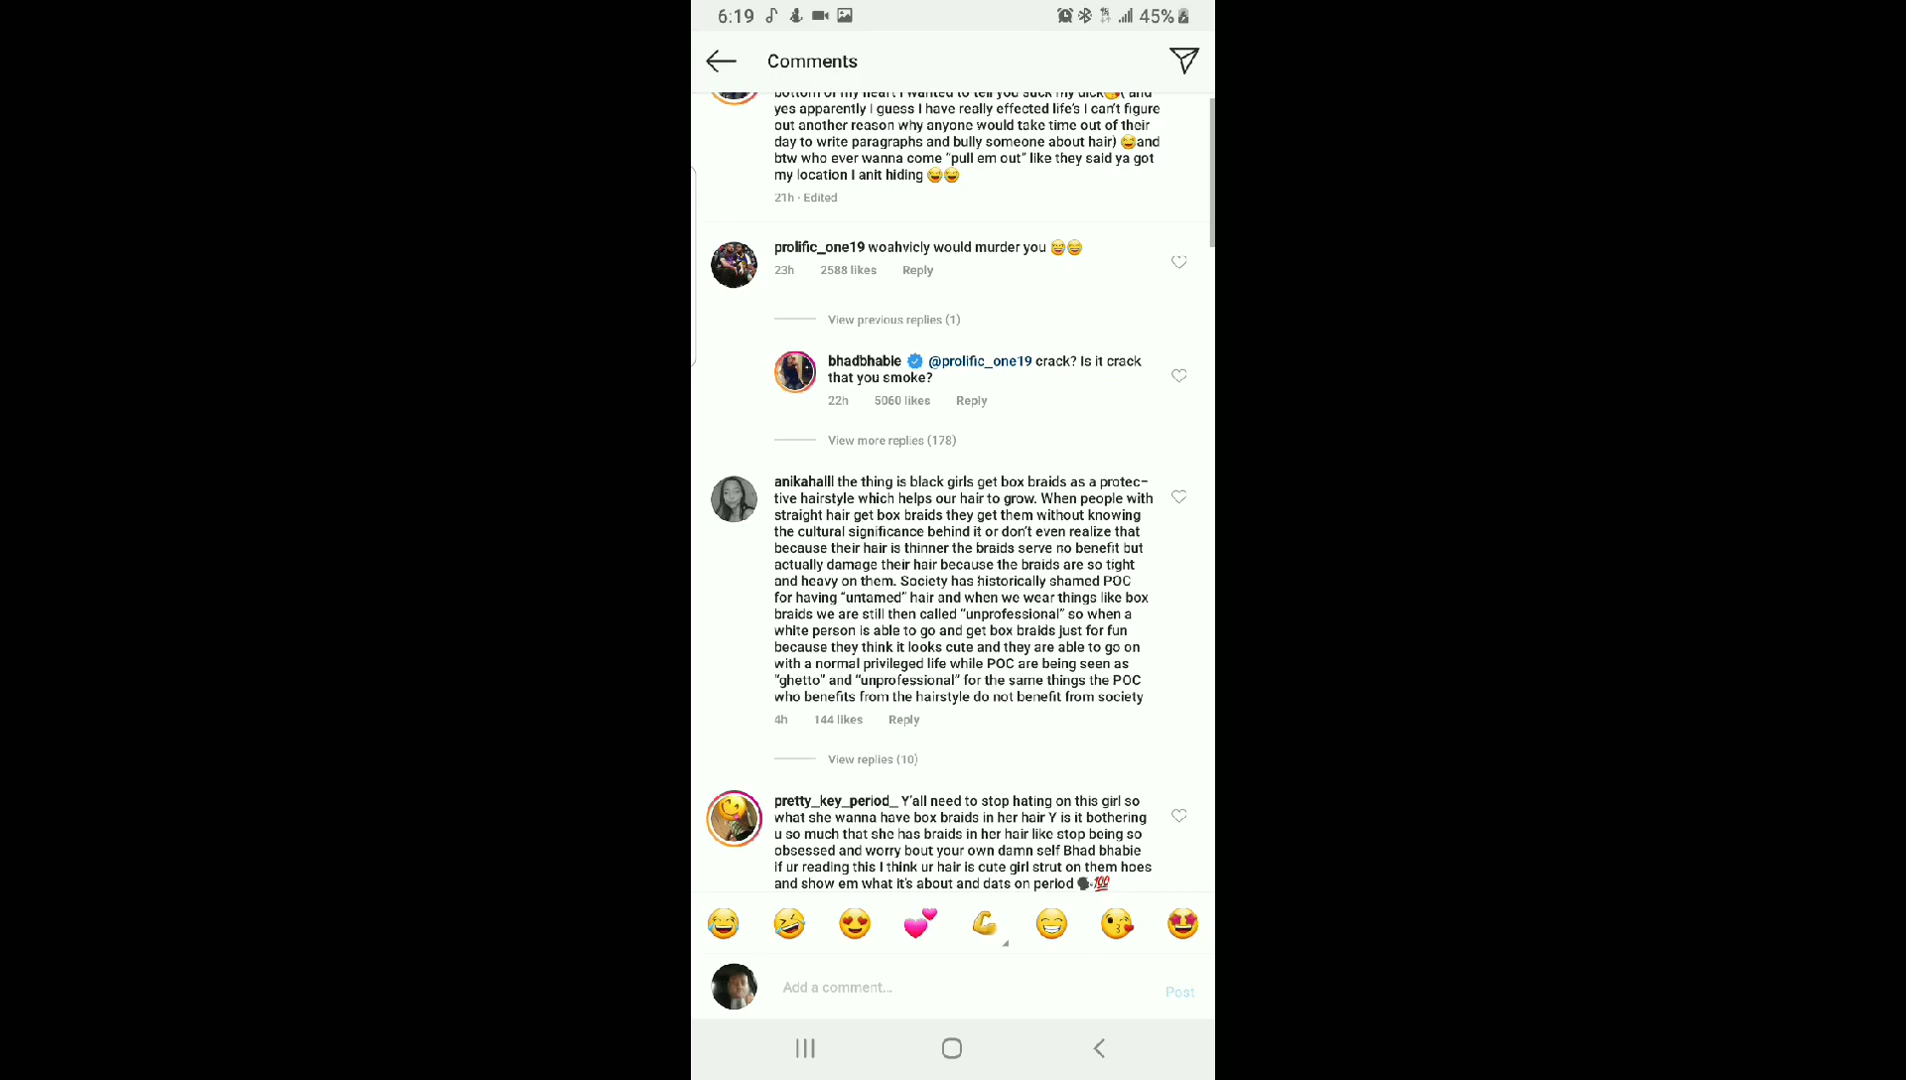 6:19 45%
Comments
bottom of my heart I wanted to tell you suck my dick😘( and
yes apparently I guess I have really effected life's I can't figure
out another reason why anyone would take time out of their
day to write paragraphs and bully someone about hair) 😂and
btw who ever wanna come "pull em out" like they said ya got
my location I anit hiding 😂😂
21h · Edited
prolific_one19 woahvicly would murder you 😂😂
23h 2588 likes Reply
View previous replies (1)
bhadbhabie @prolific_one19 crack? Is it crack
that you smoke?
22h 5060 likes Reply
View more replies (178)
anikahalll the thing is black girls get box braids as a protec-
tive hairstyle which helps our hair to grow. When people with
straight hair get box braids they get them without knowing
the cultural significance behind it or don't even realize that
because their hair is thinner the braids serve no benefit but
actually damage their hair because the braids are so tight
and heavy on them. Society has historically shamed POC
for having "untamed" hair and when we wear things like box
braids we are still then called "unprofessional" so when a
white person is able to go and get box braids just for fun
because they think it looks cute and they are able to go on
with a normal privileged life while POC are being seen as
"ghetto" and "unprofessional" for the same things the POC
who benefits from the hairstyle do not benefit from society
4h 144 likes Reply
View replies (10)
pretty_key_period_ Y'all need to stop hating on this girl so
what she wanna have box braids in her hair Y is it bothering
u so much that she has braids in her hair like stop being so
obsessed and worry bout your own damn self Bhad bhabie
if ur reading this I think ur hair is cute girl strut on them hoes
and show em what it's about and dats on period 🗣💯
Add a comment...
Post